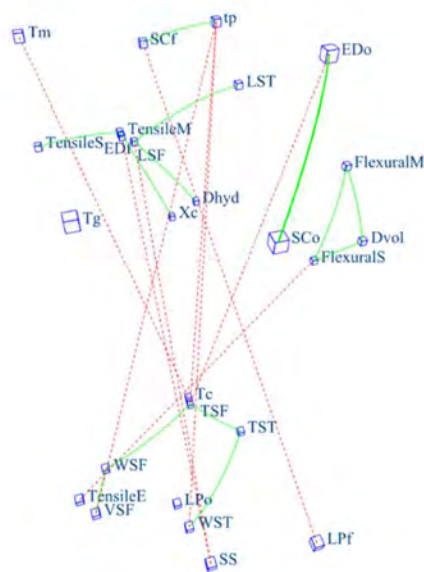 Tm
SCf
tp
EDo
LST
TensileM
TensileS
EDf
LSF
FlexuralM
Dhyd
Xc
Tg
SCo
Dvol
FlexuralS
Tc
TSF
TST
WSF
TensileE
LPo
VSF
WST
LPf
SS